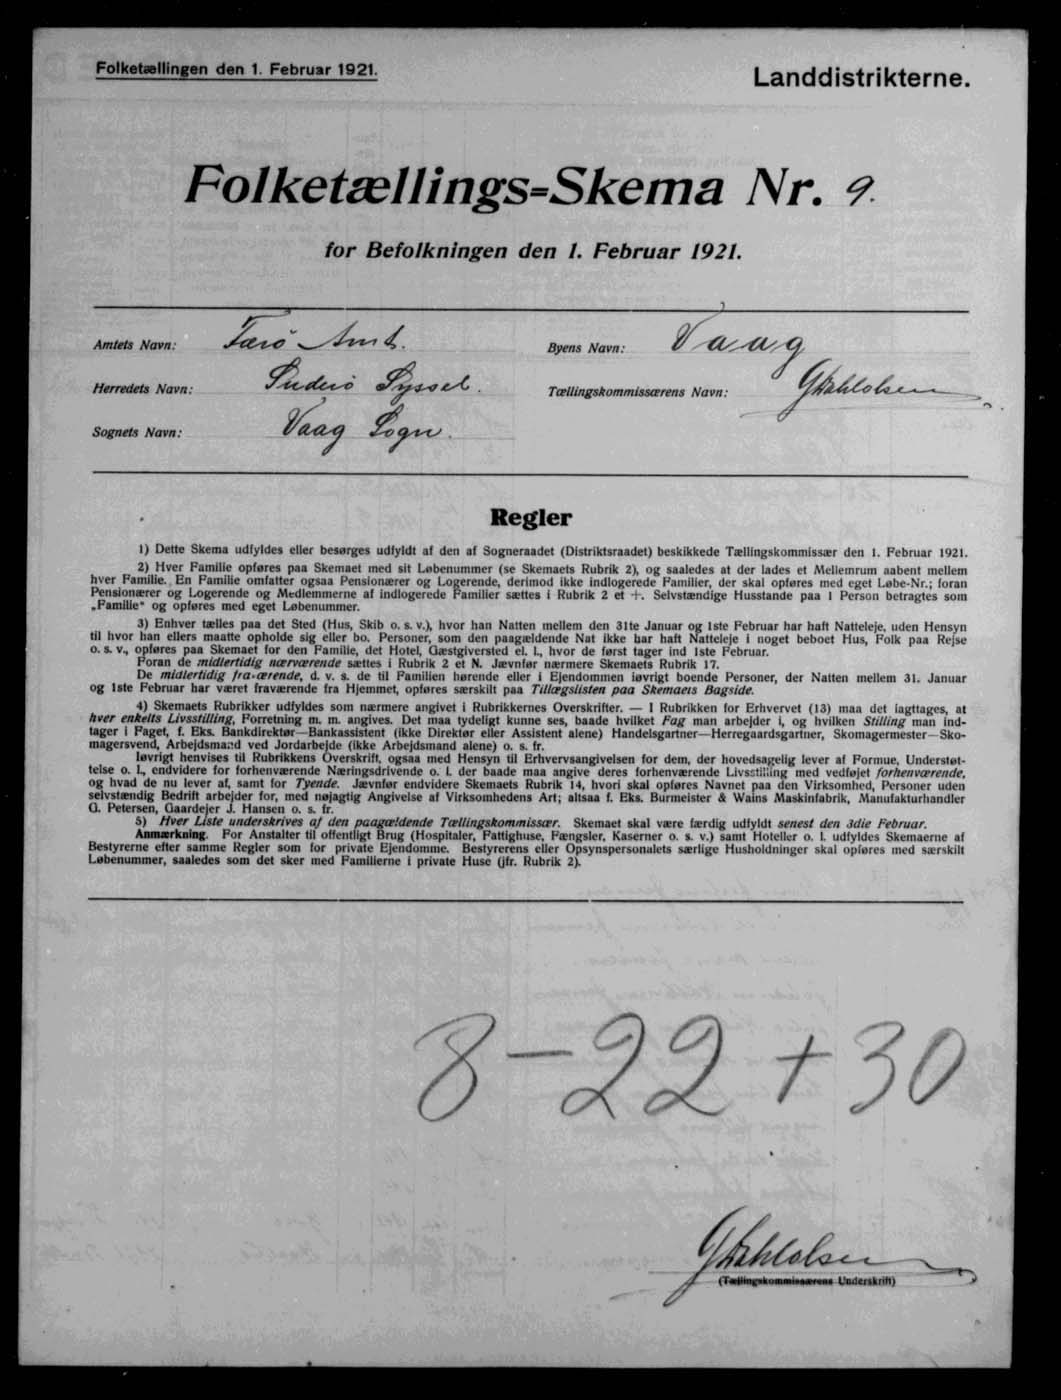 Folketællingen den 1. Februar 1921.
Landdistrikterne.
Folketællings=Skema Nr. 9.
for Befolkningen den 1. Februar 1921.
Amtets Navn: Færø Amt.
Byens Navn: Vaag
Herredets Navn: Suderø Syssel.
Tællingskommissærens Navn: G Dahlolsen
Sognets Navn: Vaag Sogn.
Regler
1) Dette Skema udfyldes eller besørges udfyldt af den af Sogneraadet (Distriktsraadet) beskikkede Tællingskommissær den 1. Februar 1921.
2) Hver Familie opføres paa Skemaet med sit Løbenummer (se Skemaets Rubrik 2), og saaledes at der lades et Mellemrum aabent mellem
hver Familie. En Familie omfatter ogsaa Pensionærer og Logerende, derimod ikke indlogerede Familier, der skal opføres med eget Løbe-Nr.; foran
Pensionærer og Logerende og Medlemmerne af indlogerede Familier sættes i Rubrik 2 et +. Selvstændige Husstande paa 1 Person betragtes som
„Familie“ og opføres med eget Løbenummer.
3) Enhver tælles paa det Sted (Hus, Skib o. s. v.), hvor han Natten mellem den 31te Januar og 1ste Februar har haft Natteleje, uden Hensyn
til hvor han ellers maatte opholde sig eller bo. Personer, som den paagældende Nat ikke har haft Natteleje i noget beboet Hus, Folk paa Rejse
o. s. v., opføres paa Skemaet for den Familie, det Hotel, Gæstgiversted el. l., hvor de først tager ind 1ste Februar.
Foran de midlertidig nærværende sættes i Rubrik 2 et N. Jævnfør nærmere Skemaets Rubrik 17.
De midlertidig fraværende, d. v. s. de til Familien hørende eller i Ejendommen iøvrigt boende Personer, der Natten mellem 31. Januar
og 1ste Februar har været fraværende fra Hjemmet, opføres særskilt paa Tillægslisten paa Skemaets Bagside.
4) Skemaets Rubrikker udfyldes som nærmere angivet i Rubrikkernes Overskrifter. — I Rubrikken for Erhvervet (13) maa det iagttages, at
hver enkelts Livsstilling, Forretning m. m. angives. Det maa tydeligt kunne ses, baade hvilket Fag man arbejder i, og hvilken Stilling man ind-
tager i Faget, f. Eks. Bankdirektør—Bankassistent (ikke Direktør eller Assistent alene) Handelsgartner—Herregaardsgartner, Skomagermester—Sko-
magersvend, Arbejdsmand ved Jordarbejde (ikke Arbejdsmand alene) o. s. fr.
Iøvrigt henvises til Rubrikkens Overskrift, ogsaa med Hensyn til Erhvervsangivelsen for dem, der hovedsagelig lever af Formue, Understøt-
telse o. l., endvidere for forhenværende Næringsdrivende o. l. der baade maa angive deres forhenværende Livsstilling med vedføjet forhenværende,
og hvad de nu lever af, samt for Tyende. Jævnfør endvidere Skemaets Rubrik 14, hvori skal opføres Navnet paa den Virksomhed, Personer uden
selvstændig Bedrift arbejder for, med nøjagtig Angivelse af Virksomhedens Art; altsaa f. Eks. Burmeister & Wains Maskinfabrik, Manufakturhandler
G. Petersen, Gaardejer J. Hansen o. s. fr.
5) Hver Liste underskrives af den paagældende Tællingskommissær. Skemaet skal være færdig udfyldt senest den 3die Februar.
Anmærkning. For Anstalter til offentligt Brug (Hospitaler, Fattighuse, Fængsler, Kaserner o. s. v.) samt Hoteller o. l. udfyldes Skemaerne af
Bestyrerne efter samme Regler som for private Ejendomme. Bestyrerens eller Opsynspersonalets særlige Husholdninger skal opføres med særskilt
Løbenummer, saaledes som det sker med Familierne i private Huse (jfr. Rubrik 2).
8 — 22 + 30
G Dahlolsen
(Tællingskommissærens Underskrift)